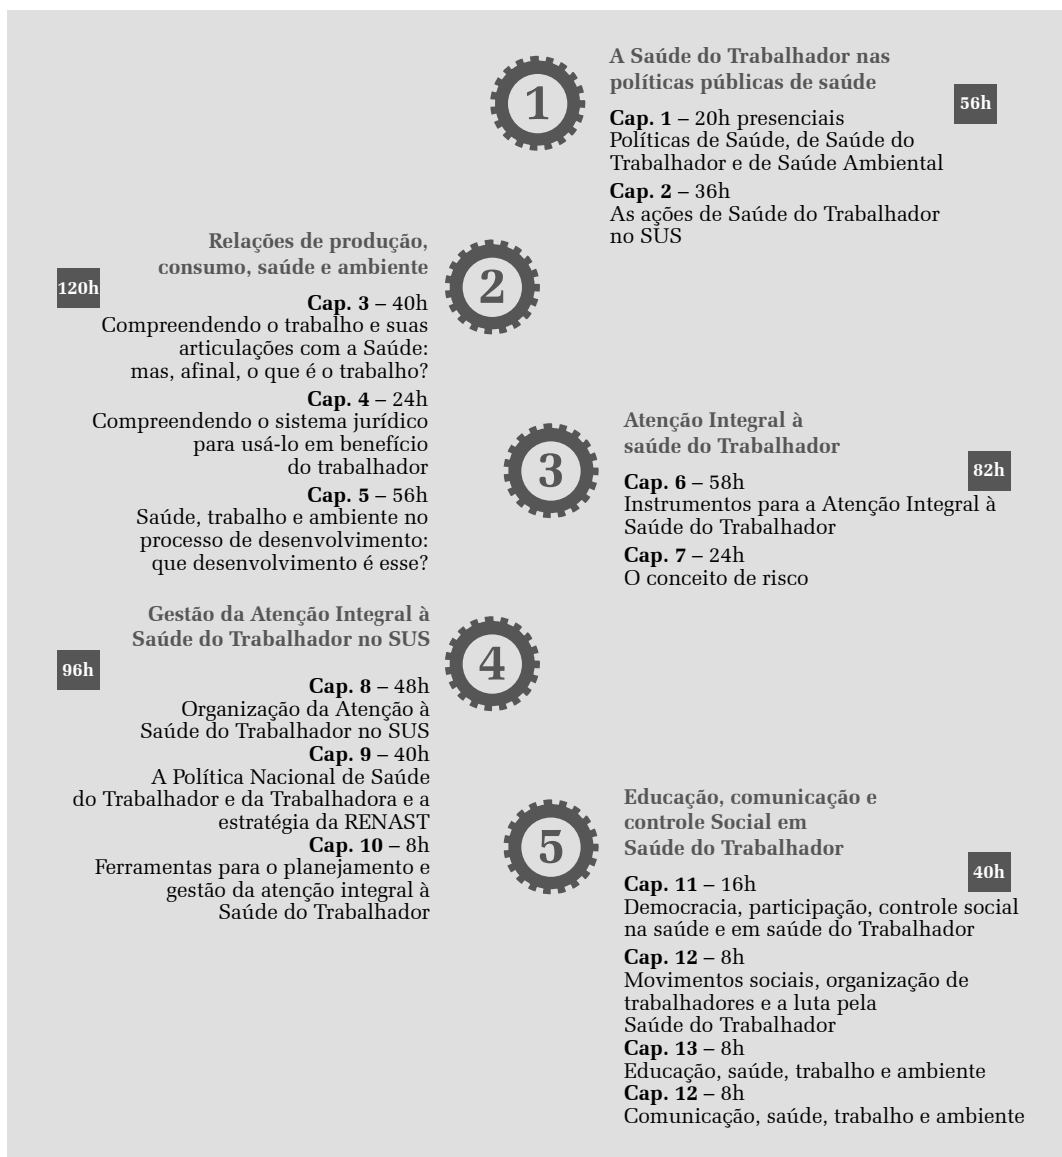 1
A Saúde do Trabalhador nas
políticas públicas de saúde
56h
Cap. 1 – 20h presenciais
Políticas de Saúde, de Saúde do
Trabalhador e de Saúde Ambiental
Cap. 2 – 36h
As ações de Saúde do Trabalhador
no SUS
2
Relações de produção,
consumo, saúde e ambiente
120h
Cap. 3 – 40h
Compreendendo o trabalho e suas
articulações com a Saúde:
mas, afinal, o que é o trabalho?
Cap. 4 – 24h
Compreendendo o sistema jurídico
para usá-lo em benefício
do trabalhador
Cap. 5 – 56h
Saúde, trabalho e ambiente no
processo de desenvolvimento:
que desenvolvimento é esse?
3
Atenção Integral à
saúde do Trabalhador
82h
Cap. 6 – 58h
Instrumentos para a Atenção Integral à
Saúde do Trabalhador
Cap. 7 – 24h
O conceito de risco
4
Gestão da Atenção Integral à
Saúde do Trabalhador no SUS
96h
Cap. 8 – 48h
Organização da Atenção à
Saúde do Trabalhador no SUS
Cap. 9 – 40h
A Política Nacional de Saúde
do Trabalhador e da Trabalhadora e a
estratégia da RENAST
Cap. 10 – 8h
Ferramentas para o planejamento e
gestão da atenção integral à
Saúde do Trabalhador
5
Educação, comunicação e
controle Social em
Saúde do Trabalhador
40h
Cap. 11 – 16h
Democracia, participação, controle social
na saúde e em saúde do Trabalhador
Cap. 12 – 8h
Movimentos sociais, organização de
trabalhadores e a luta pela
Saúde do Trabalhador
Cap. 13 – 8h
Educação, saúde, trabalho e ambiente
Cap. 12 – 8h
Comunicação, saúde, trabalho e ambiente